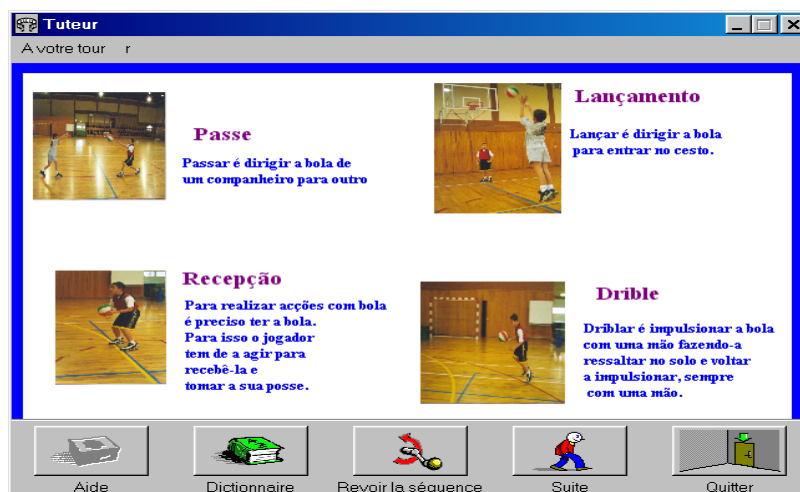 Tuteur
A votre tour r
Passe
Passar é dirigir a bola de
um companheiro para outro
Lançamento
Lançar é dirigir a bola
para entrar no cesto.
Recepção
Para realizar acções com bola
é preciso ter a bola.
Para isso o jogador
tem de a agir para
recebê-la e
tomar a sua posse.
Drible
Driblar é impulsionar a bola
com uma mão fazendo-a
ressaltar no solo e voltar
a impulsionar, sempre
com uma mão.
Aide
Dictionnaire
Revoir la séquence
Suite
Quitter